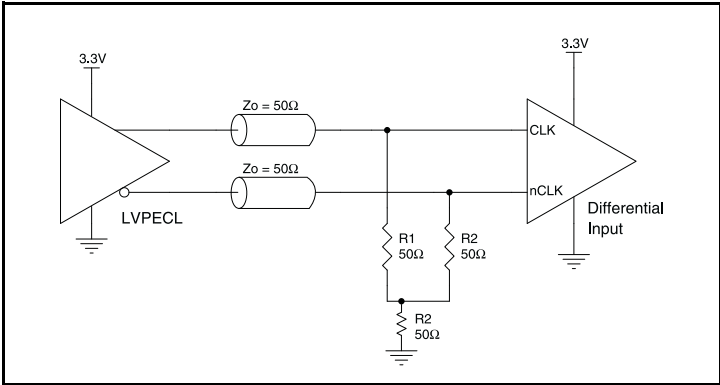 3.3V
3.3V
Zo = 50Ω
CLK
Zo = 50Ω
nCLK
LVPECL
Differential
Input
R1
50Ω
R2
50Ω
R2
50Ω